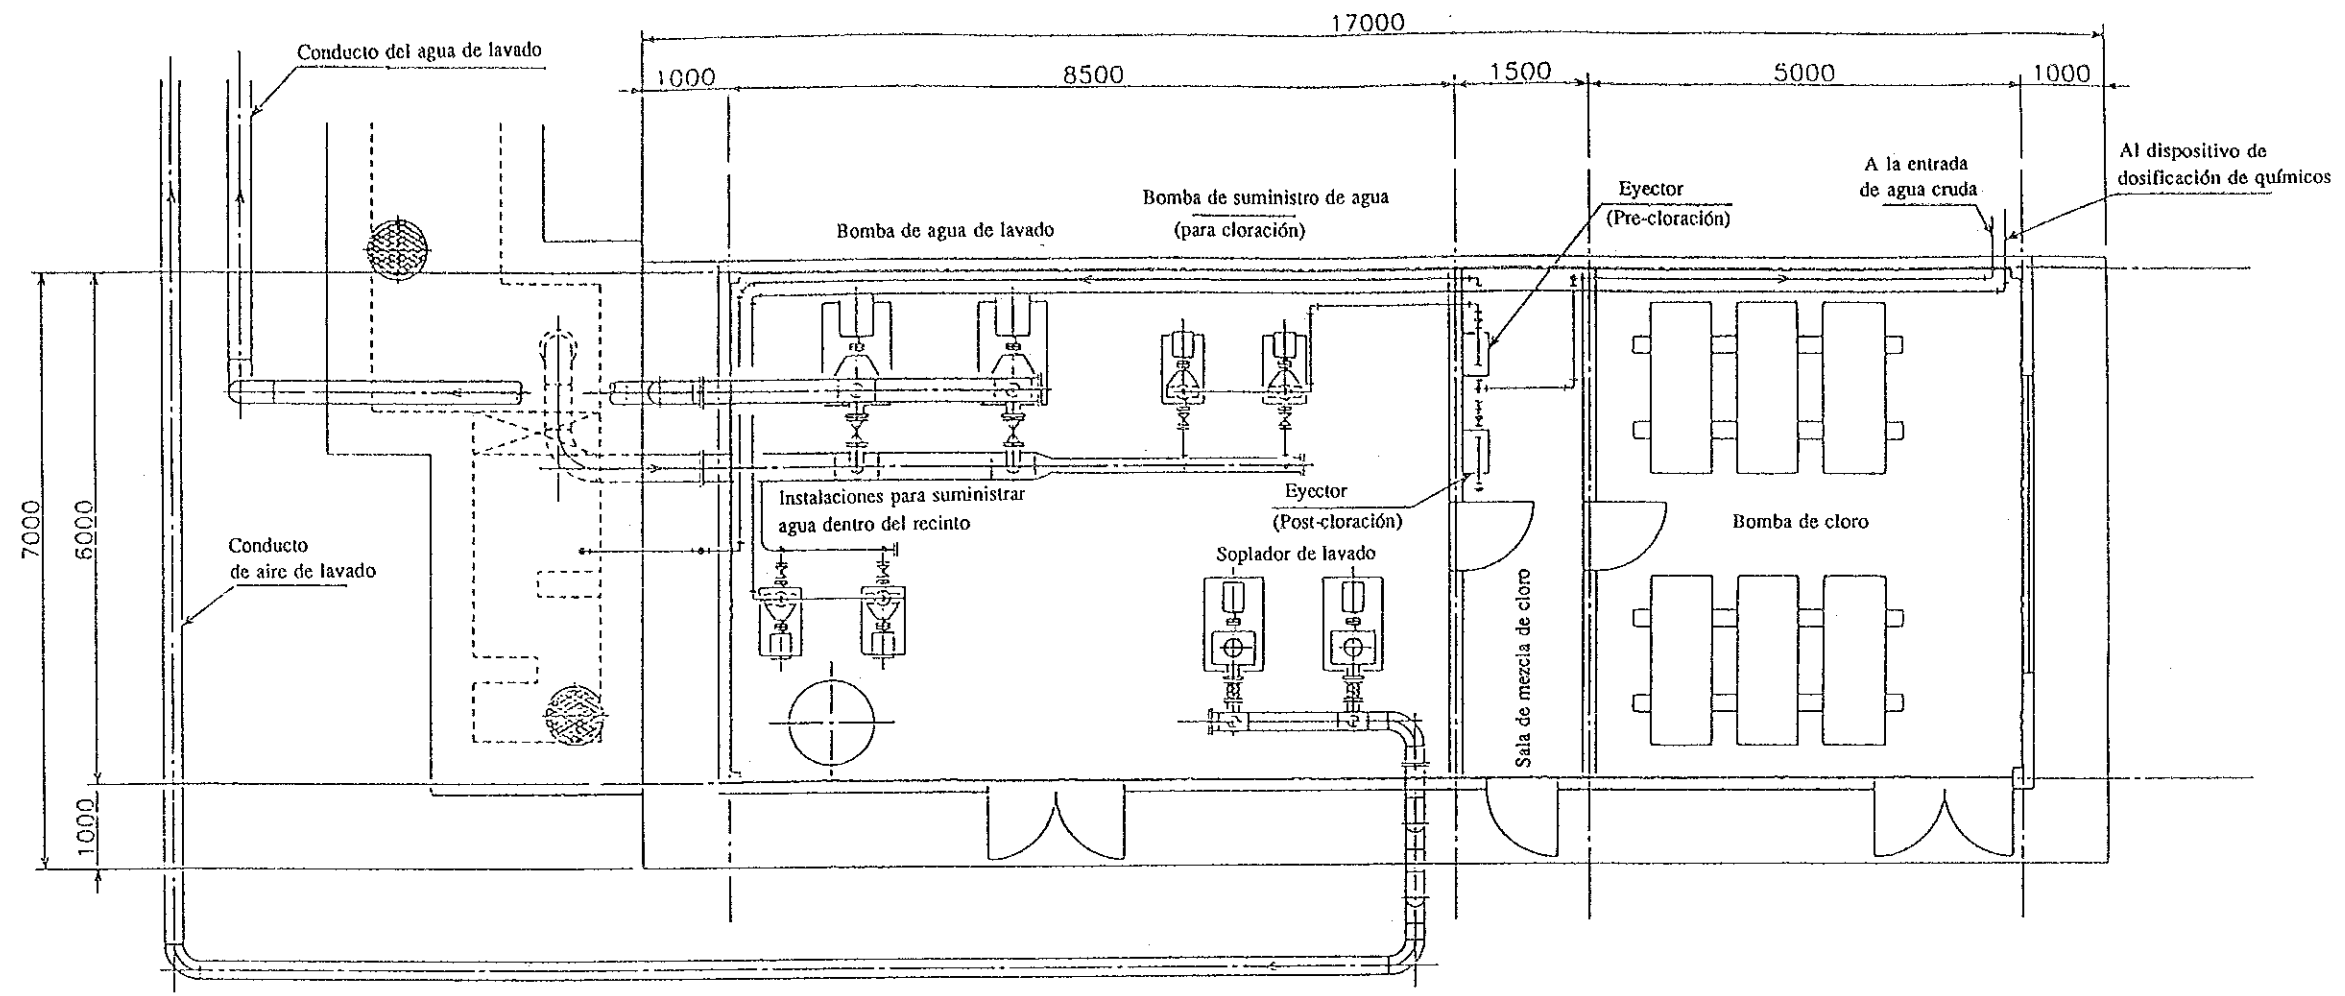 17000
Conducto del agua de lavado
1000
8500
1500
5000
1000
Al dispositivo de
dosificación de químicos
A la entrada
de agua cruda
Eyector
(Pre-cloración)
Bomba de suministro de agua
(para cloración)
Bomba de agua de lavado
Instalaciones para suministrar
agua dentro del recinto
Eyector
(Post-cloración)
Bomba de cloro
Soplador de lavado
Conducto
de aire de lavado
7000
6000
Sala de mezcla de cloro
1000